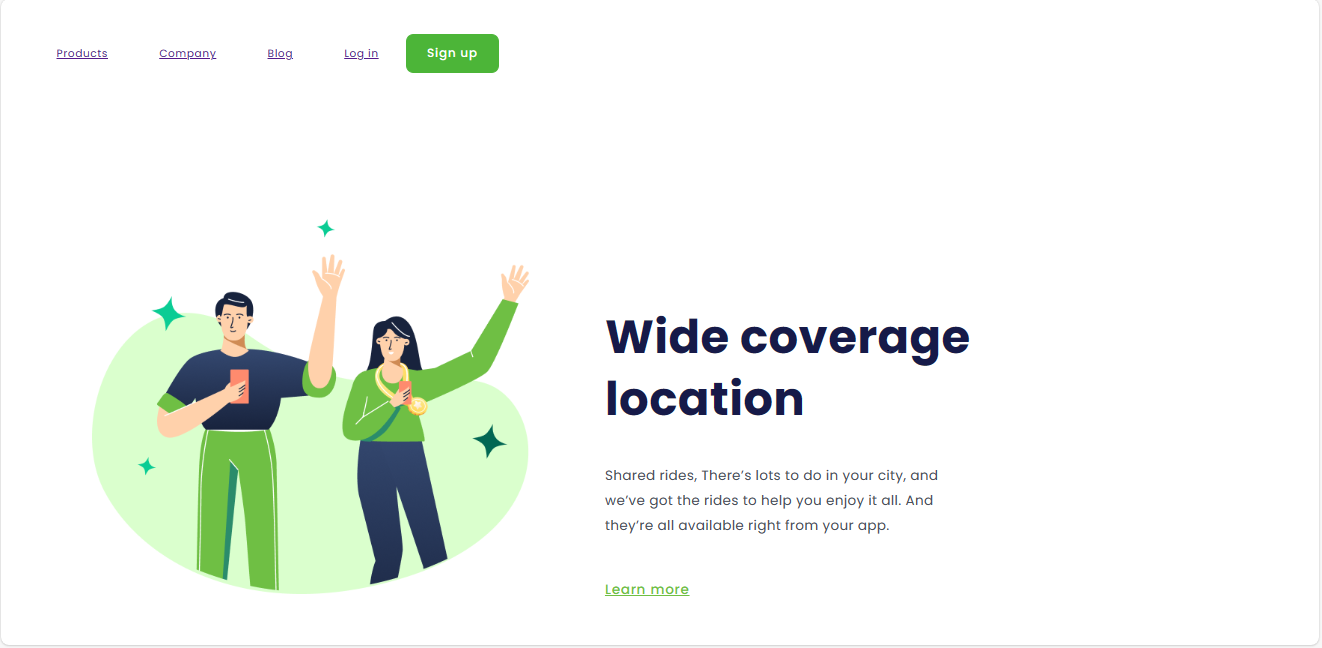 Products Company Blog Log in Sign up
Wide coverage
location
Shared rides, There’s lots to do in your city, and
we’ve got the rides to help you enjoy it all. And
they’re all available right from your app.
Learn more